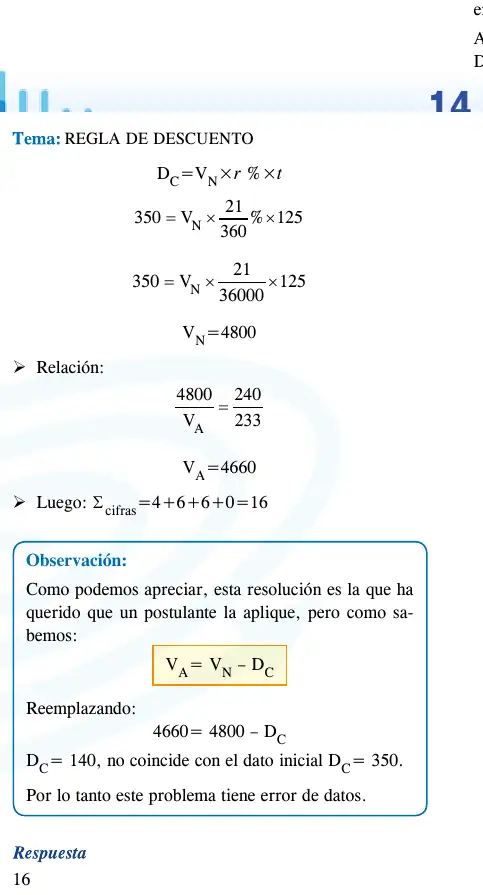 14
Tema: REGLA DE DESCUENTO
D_C=V_N×r % ×t
350 = V_N × 21/360 % ×125
350 = V_N × 21/36000 ×125
V_N=4800
➢ Relación:
4800/V_A = 240/233
V_A=4660
➢ Luego: Σ_cifras=4+6+6+0=16
Observación:
Como podemos apreciar, esta resolución es la que ha
querido que un postulante la aplique, pero como sa-
bemos:
V_A= V_N – D_C
Reemplazando:
4660= 4800 – D_C
D_C= 140, no coincide con el dato inicial D_C= 350.
Por lo tanto este problema tiene error de datos.
Respuesta
16